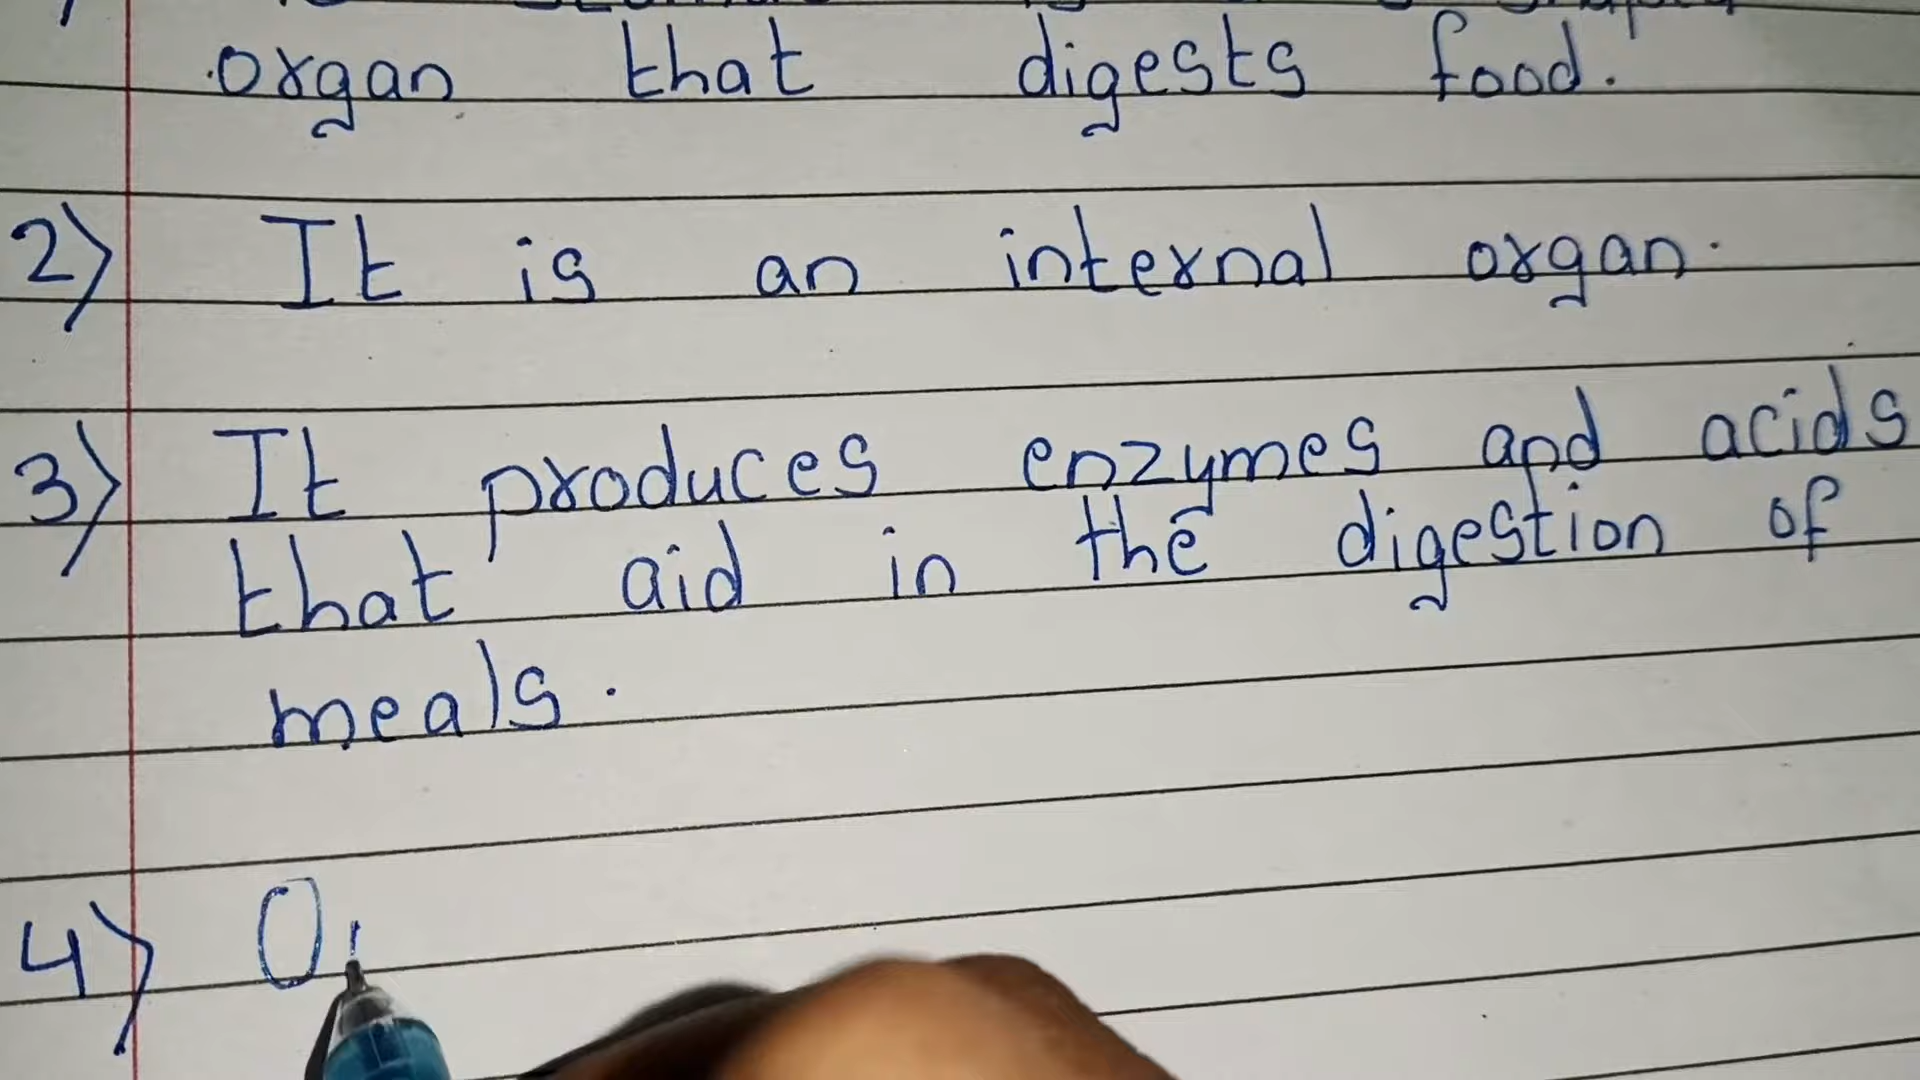 organ that digests food.
2) It is an internal organ.
3) It produces enzymes and acids
that aid in the digestion of
meals.
4) O